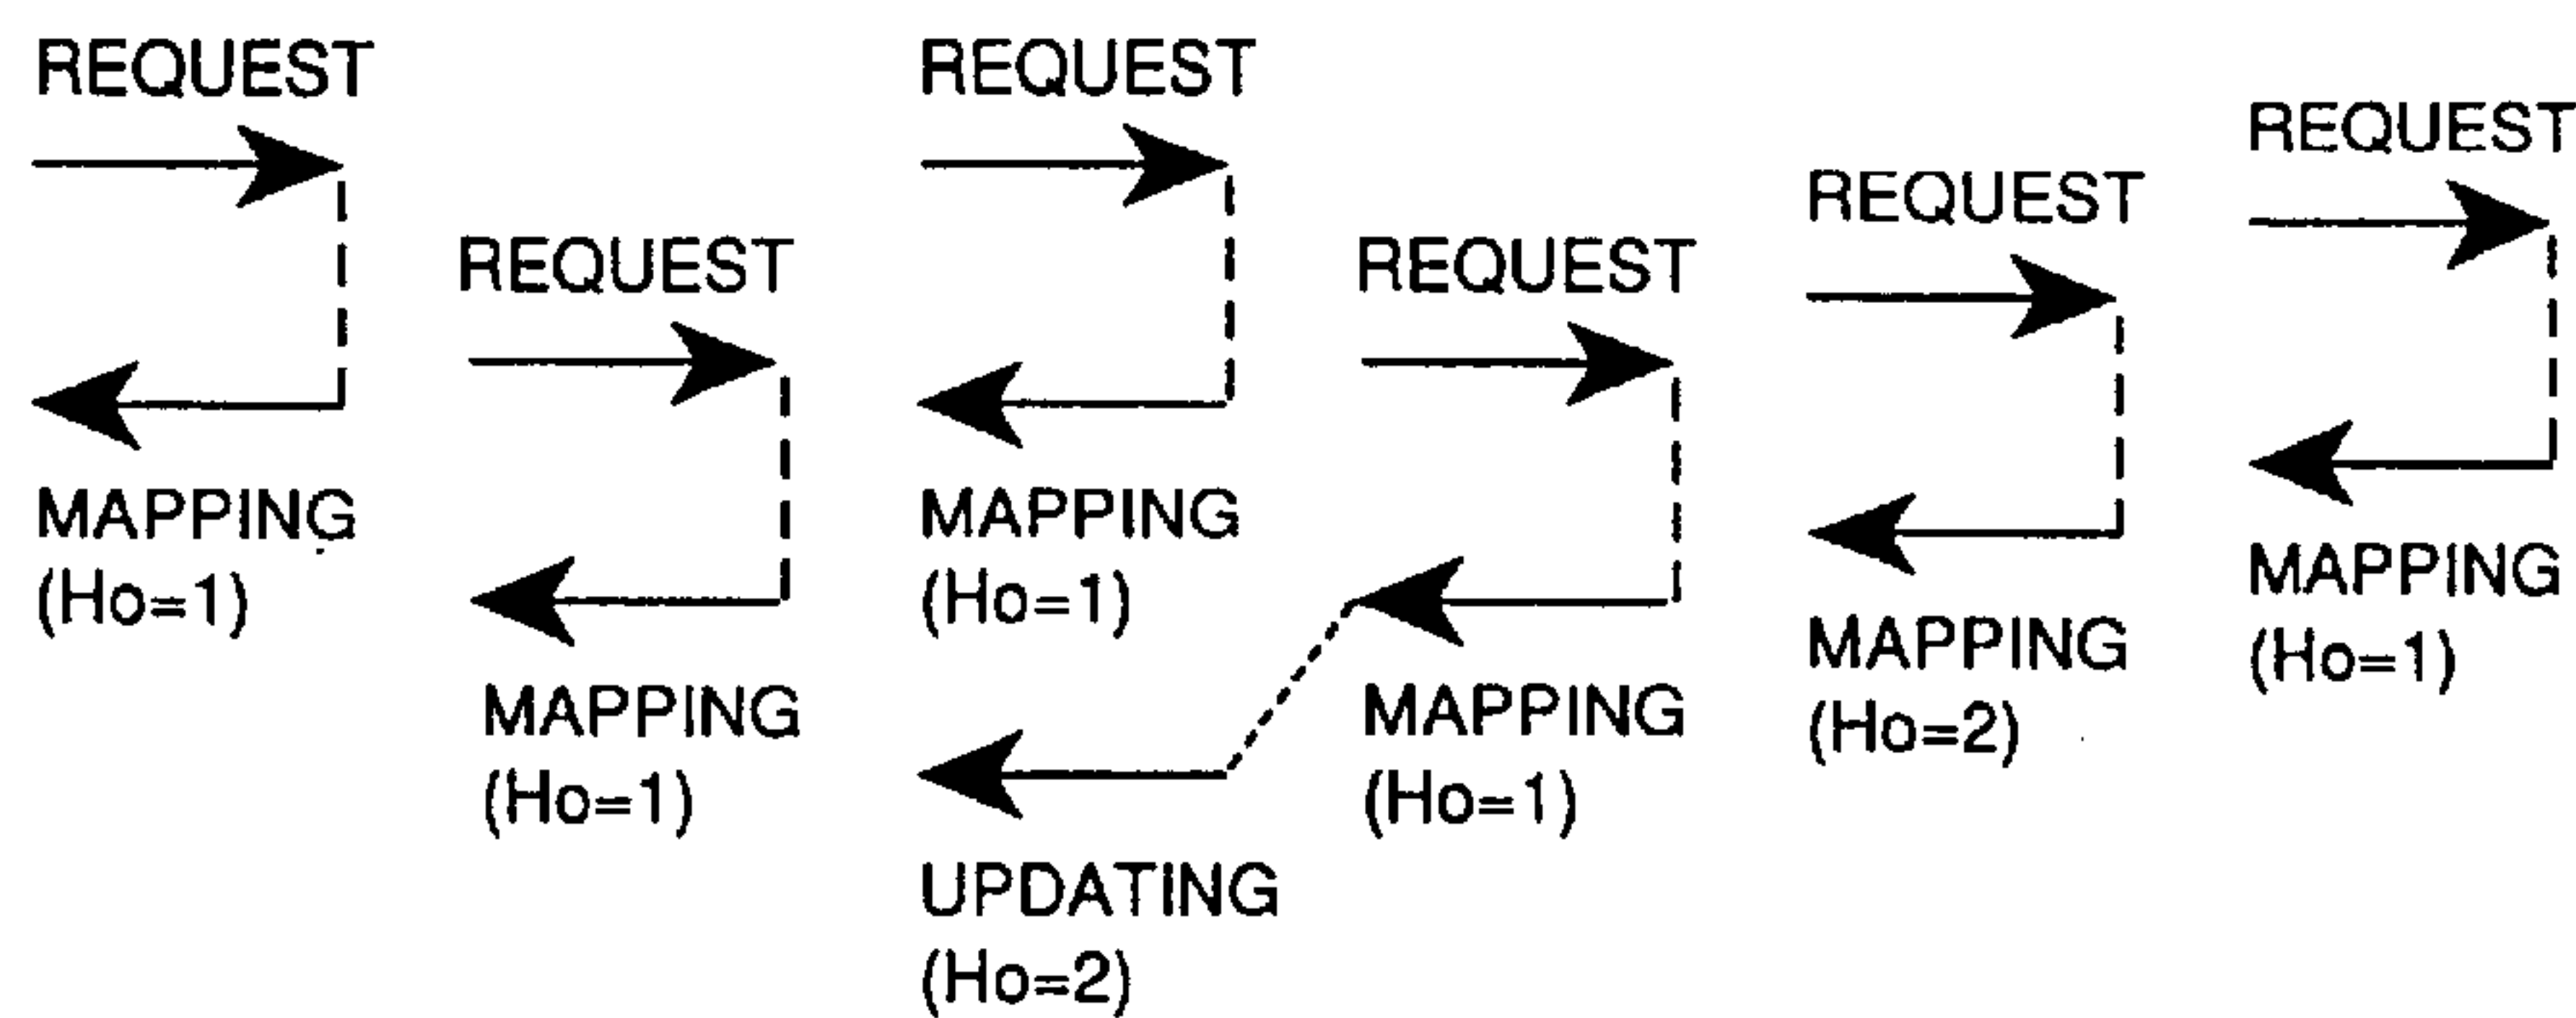 REQUEST
MAPPING
(Ho=1)
REQUEST
MAPPING
(Ho=1)
REQUEST
MAPPING
(Ho=1)
UPDATING
(Ho=2)
REQUEST
MAPPING
(Ho=1)
REQUEST
MAPPING
(Ho=2)
REQUEST
MAPPING
(Ho=1)